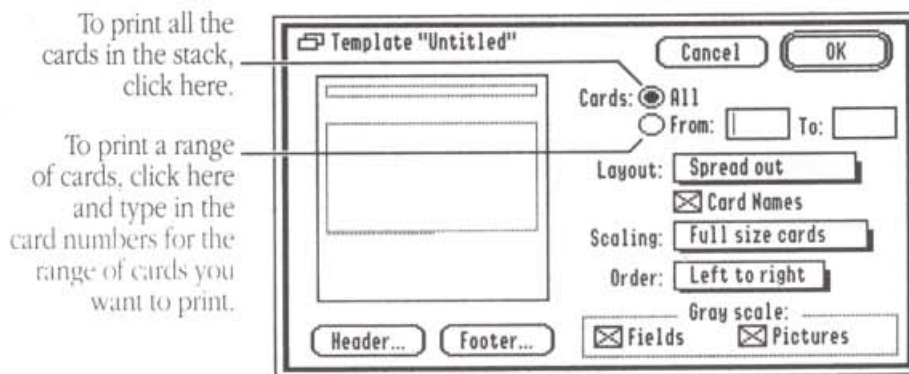 To print all the
cards in the stack,
click here.
To print a range
of cards, click here
and type in the
card numbers for the
range of cards you
want to print.
Template "Untitled"
Cancel
OK
Cards: All
From: To:
Layout: Spread out
Card Names
Scaling: Full size cards
Order: Left to right
Gray scale:
Fields Pictures
Header... Footer...